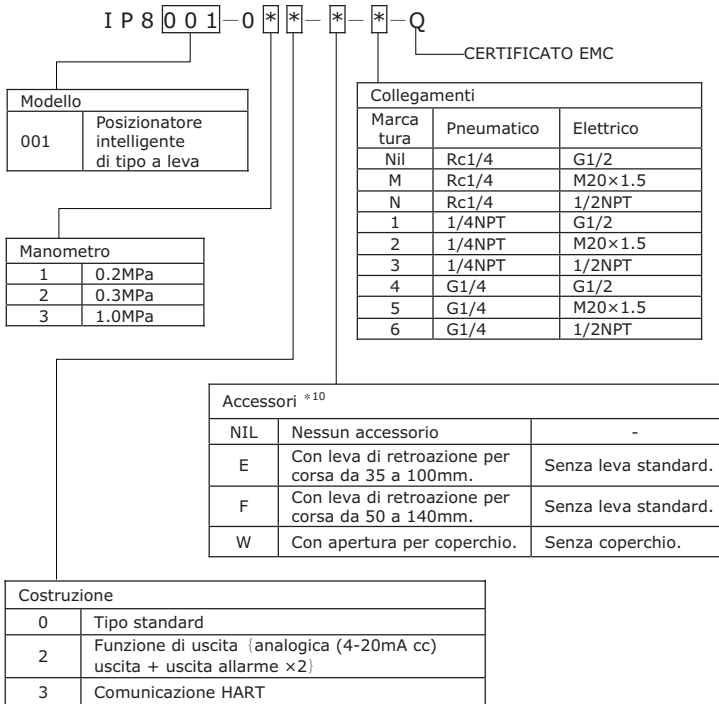 IP8001-0**-*-*-Q
CERTIFICATO EMC
Modello
001 Posizionatore
intelligente
di tipo a leva
Collegamenti
Marca
tura Pneumatico Elettrico
Nil Rc1/4 G1/2
M Rc1/4 M20×1.5
N Rc1/4 1/2NPT
1 1/4NPT G1/2
2 1/4NPT M20×1.5
3 1/4NPT 1/2NPT
4 G1/4 G1/2
5 G1/4 M20×1.5
6 G1/4 1/2NPT
Manometro
1 0.2MPa
2 0.3MPa
3 1.0MPa
Accessori *10
NIL Nessun accessorio -
E Con leva di retroazione per
corsa da 35 a 100mm. Senza leva standard.
F Con leva di retroazione per
corsa da 50 a 140mm. Senza leva standard.
W Con apertura per coperchio. Senza coperchio.
Costruzione
0 Tipo standard
2 Funzione di uscita {analogica (4-20mA cc)
uscita + uscita allarme ×2}
3 Comunicazione HART